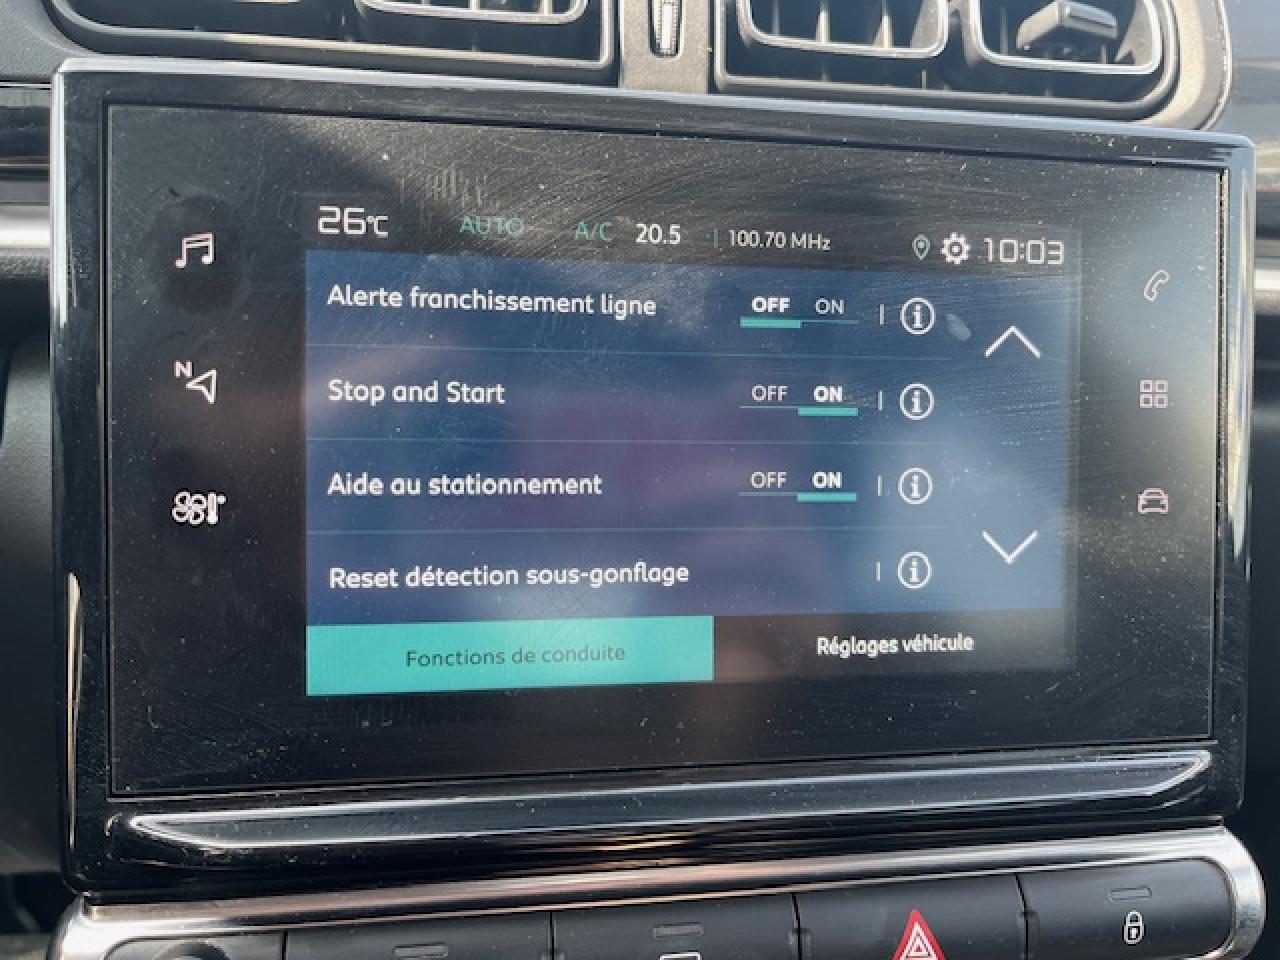 26°C AUTO A/C 20.5 100.70 MHz 10:03
Alerte franchissement ligne OFF ON
N
Stop and Start OFF ON
Aide au stationnement OFF ON
Reset détection sous-gonflage
Fonctions de conduite Réglages véhicule